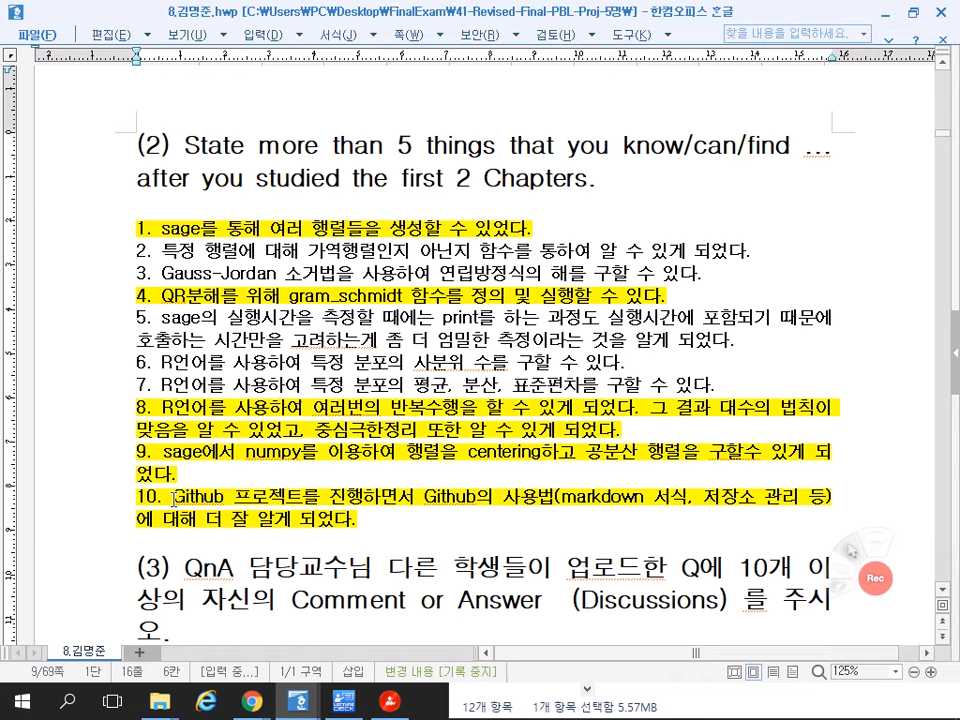 8.김명준.hwp [C:₩Users₩PC₩Desktop₩FinalExam₩41-Revised-Final-PBL-Proj-5명₩] - 한컴오피스 한글
파일(F) 편집(E) 보기(U) 입력(D) 서식(J) 쪽(W) 보안(R) 검토(H) 도구(K) 찾을 내용을 입력하세요.
2 1 1 2 3 4 5 6 7 8 9 10 11 12 13 14 15 16 17 18
(2) State more than 5 things that you know/can/find ...
after you studied the first 2 Chapters.
1. sage를 통해 여러 행렬들을 생성할 수 있었다.
2. 특정 행렬에 대해 가역행렬인지 아닌지 함수를 통하여 알 수 있게 되었다.
3. Gauss-Jordan 소거법을 사용하여 연립방정식의 해를 구할 수 있다.
4. QR분해를 위해 gram_schmidt 함수를 정의 및 실행할 수 있다.
5. sage의 실행시간을 측정할 때에는 print를 하는 과정도 실행시간에 포함되기 때문에
호출하는 시간만을 고려하는게 좀 더 엄밀한 측정이라는 것을 알게 되었다.
6. R언어를 사용하여 특정 분포의 사분위 수를 구할 수 있다.
7. R언어를 사용하여 특정 분포의 평균, 분산, 표준편차를 구할 수 있다.
8. R언어를 사용하여 여러번의 반복수행을 할 수 있게 되었다. 그 결과 대수의 법칙이
맞음을 알 수 있었고, 중심극한정리 또한 알 수 있게 되었다.
9. sage에서 numpy를 이용하여 행렬을 centering하고 공분산 행렬을 구할수 있게 되
었다.
10. Github 프로젝트를 진행하면서 Github의 사용법(markdown 서식, 저장소 관리 등)
에 대해 더 잘 알게 되었다.
Rec
(3) QnA 담당교수님 다른 학생들이 업로드한 Q에 10개 이
상의 자신의 Comment or Answer (Discussions) 를 주시
오.
8.김명준
9/69쪽 1단 16줄 6칸 [입력 중...] 1/1 구역 삽입 변경 내용 [기록 중지] 125%
12개 항목 1개 항목 선택함 5.57MB